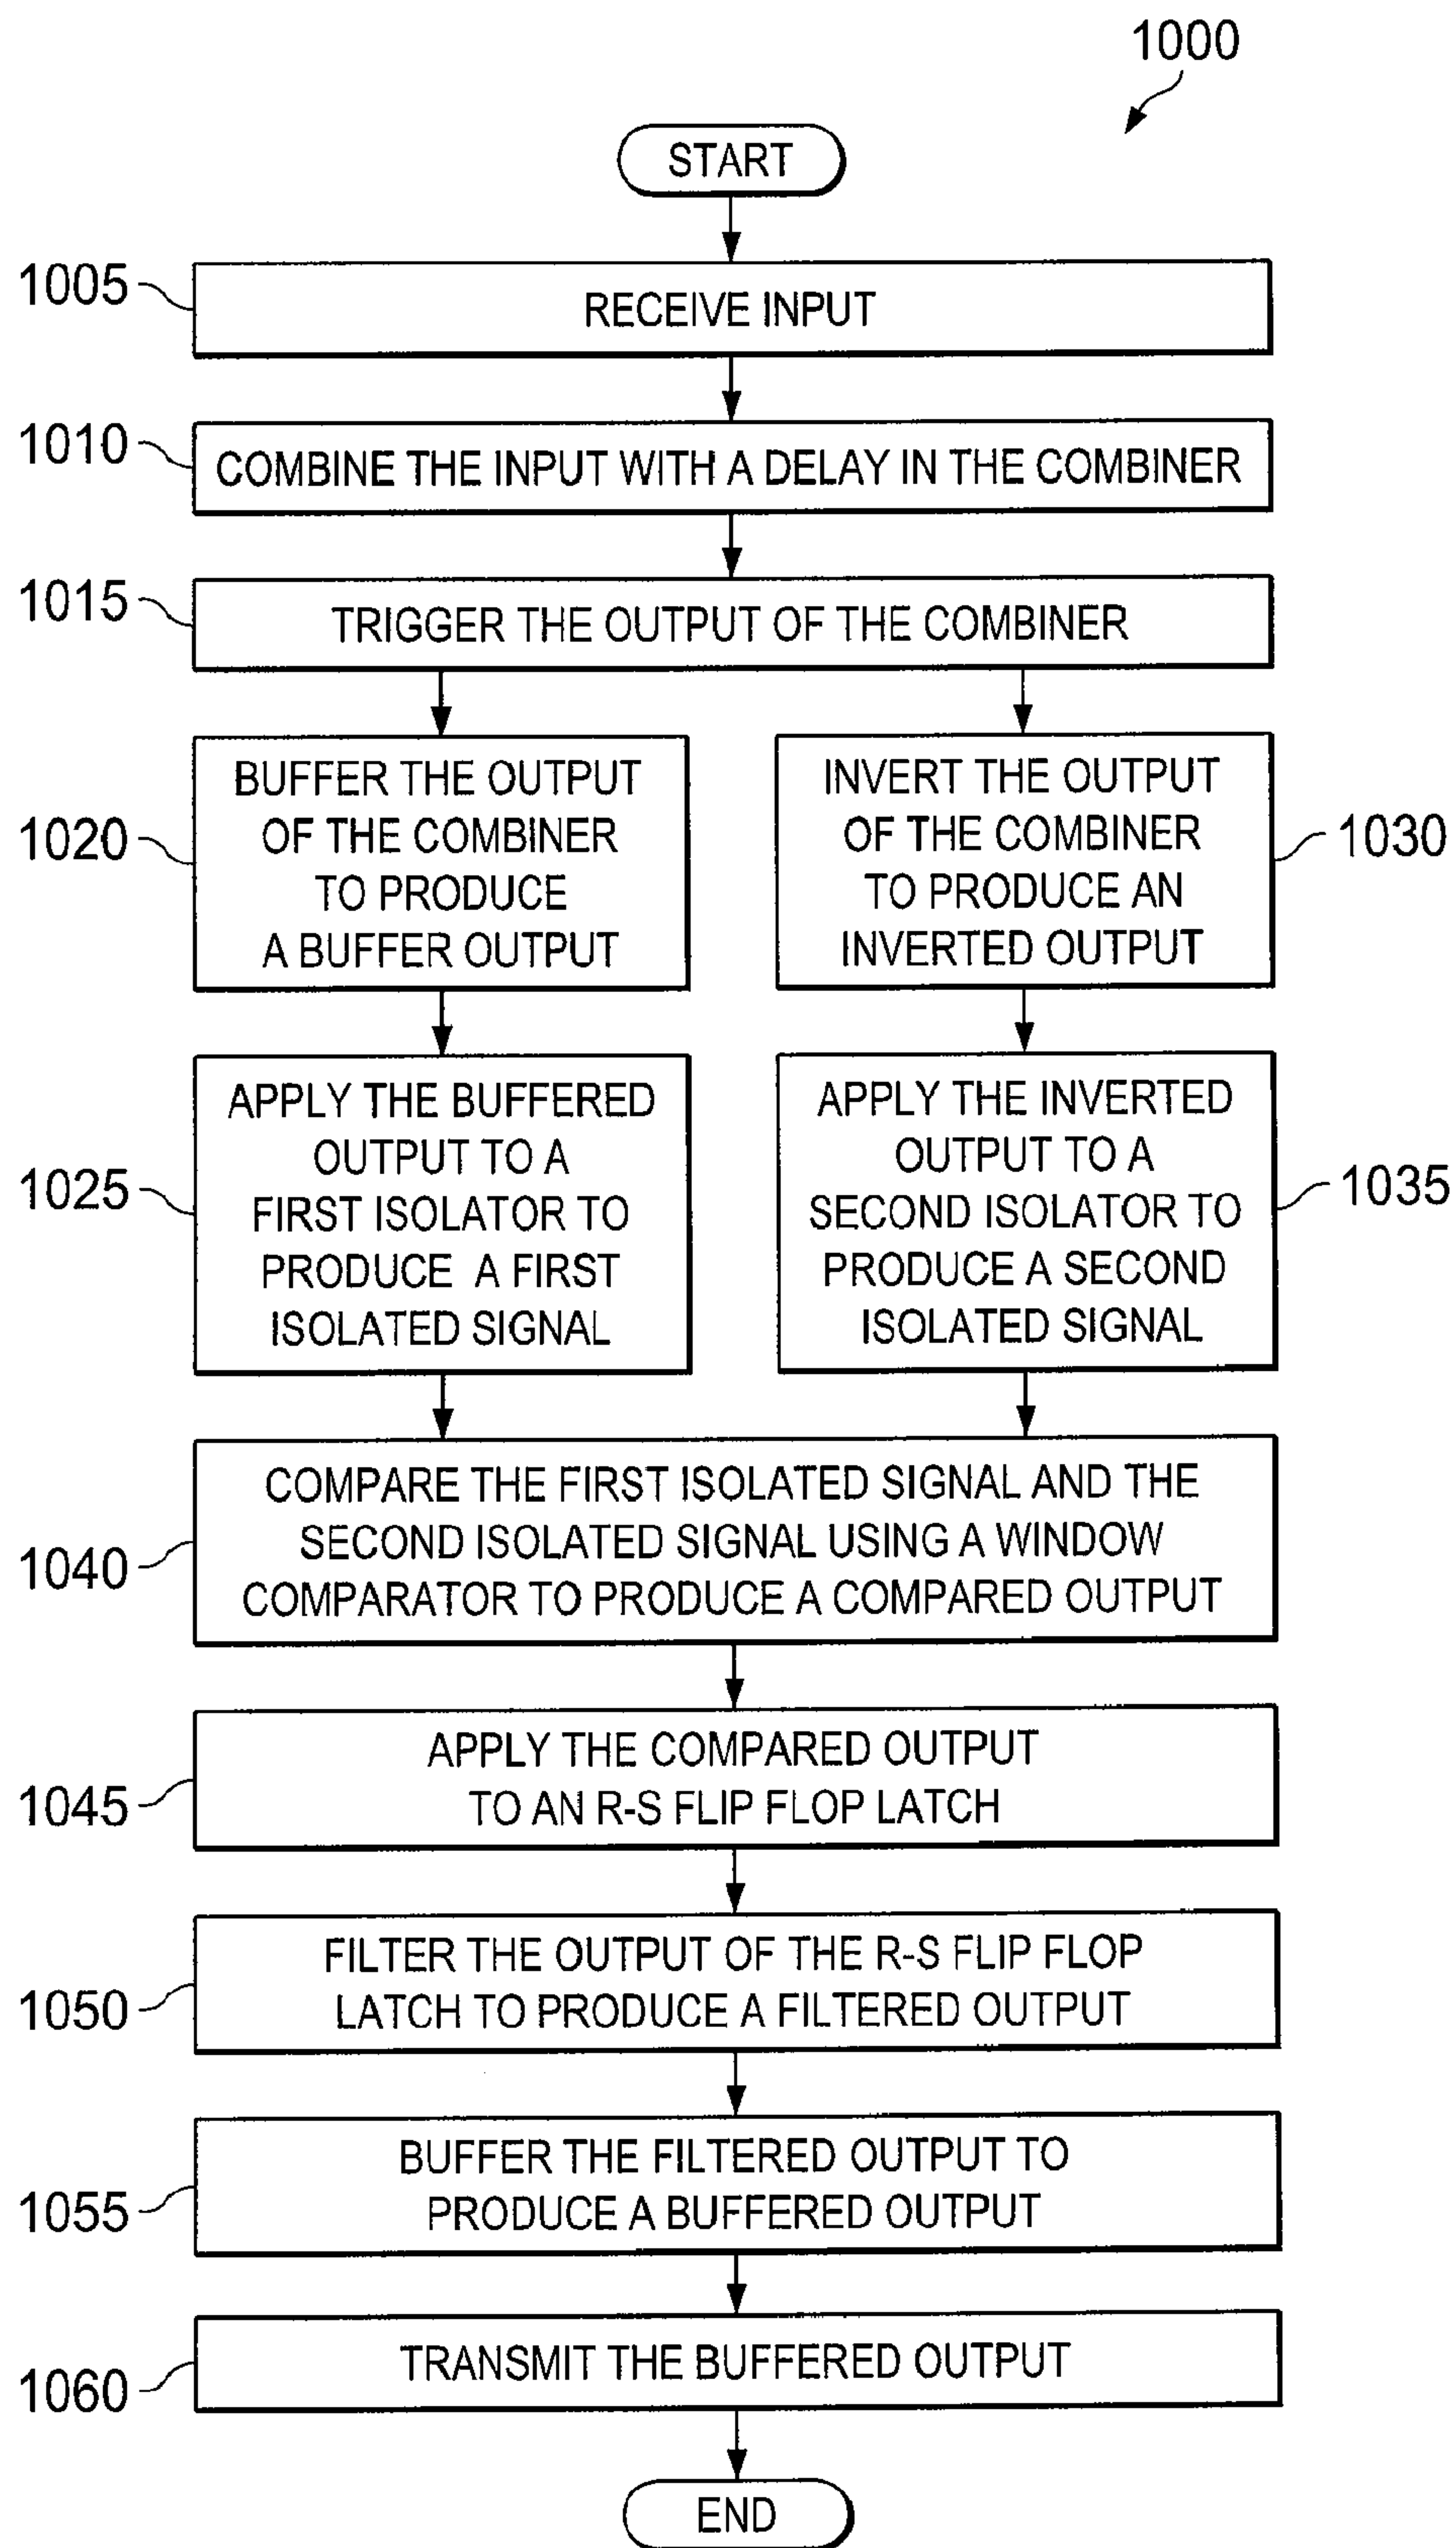 1000
START
1005
RECEIVE INPUT
1010
COMBINE THE INPUT WITH A DELAY IN THE COMBINER
1015
TRIGGER THE OUTPUT OF THE COMBINER
1020
BUFFER THE OUTPUT
OF THE COMBINER
TO PRODUCE
A BUFFER OUTPUT
INVERT THE OUTPUT
OF THE COMBINER
TO PRODUCE AN
INVERTED OUTPUT
1030
1025
APPLY THE BUFFERED
OUTPUT TO A
FIRST ISOLATOR TO
PRODUCE A FIRST
ISOLATED SIGNAL
APPLY THE INVERTED
OUTPUT TO A
SECOND ISOLATOR TO
PRODUCE A SECOND
ISOLATED SIGNAL
1035
1040
COMPARE THE FIRST ISOLATED SIGNAL AND THE
SECOND ISOLATED SIGNAL USING A WINDOW
COMPARATOR TO PRODUCE A COMPARED OUTPUT
1045
APPLY THE COMPARED OUTPUT
TO AN R-S FLIP FLOP LATCH
1050
FILTER THE OUTPUT OF THE R-S FLIP FLOP
LATCH TO PRODUCE A FILTERED OUTPUT
1055
BUFFER THE FILTERED OUTPUT TO
PRODUCE A BUFFERED OUTPUT
1060
TRANSMIT THE BUFFERED OUTPUT
END